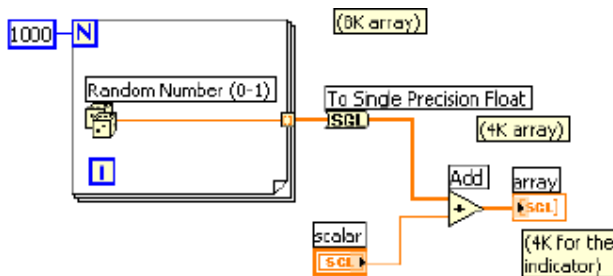 (8K array)
1000
N
Random Number (0-1)
To Single Precision Float
SGL
(4K array)
i
Add
array
+
SGL
scalar
SGL
(4K for the
indicator)